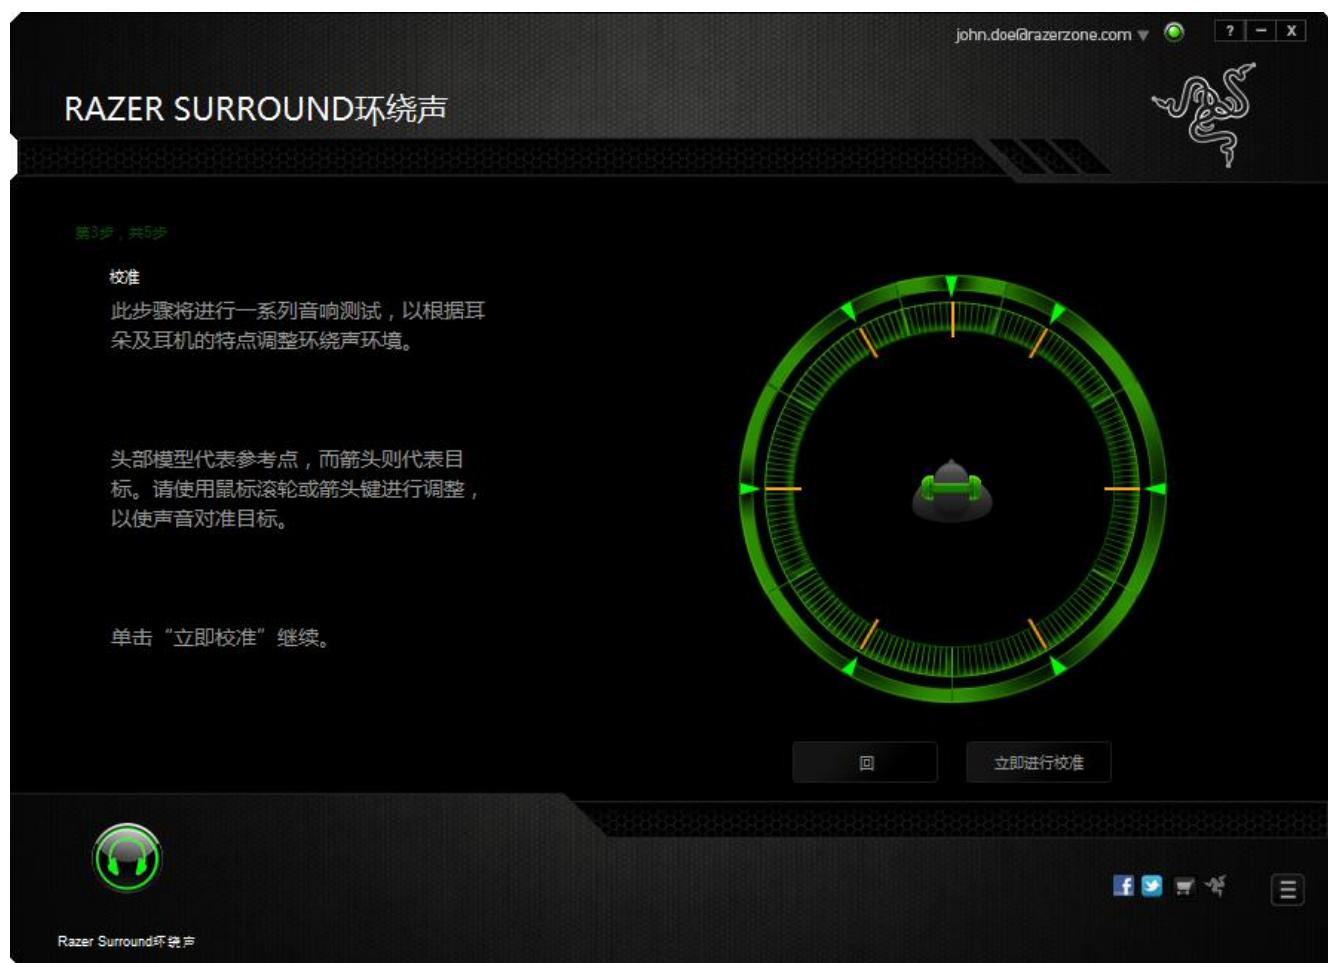 john.doe@razerzone.com
? − X
RAZER SURROUND环绕声
第3步，共5步
校准
此步骤将进行一系列音响测试，以根据耳
朵及耳机的特点调整环绕声环境。
头部模型代表参考点，而箭头则代表目
标。请使用鼠标滚轮或箭头键进行调整，
以使声音对准目标。
单击“立即校准”继续。
回
立即进行校准
Razer Surround环绕声